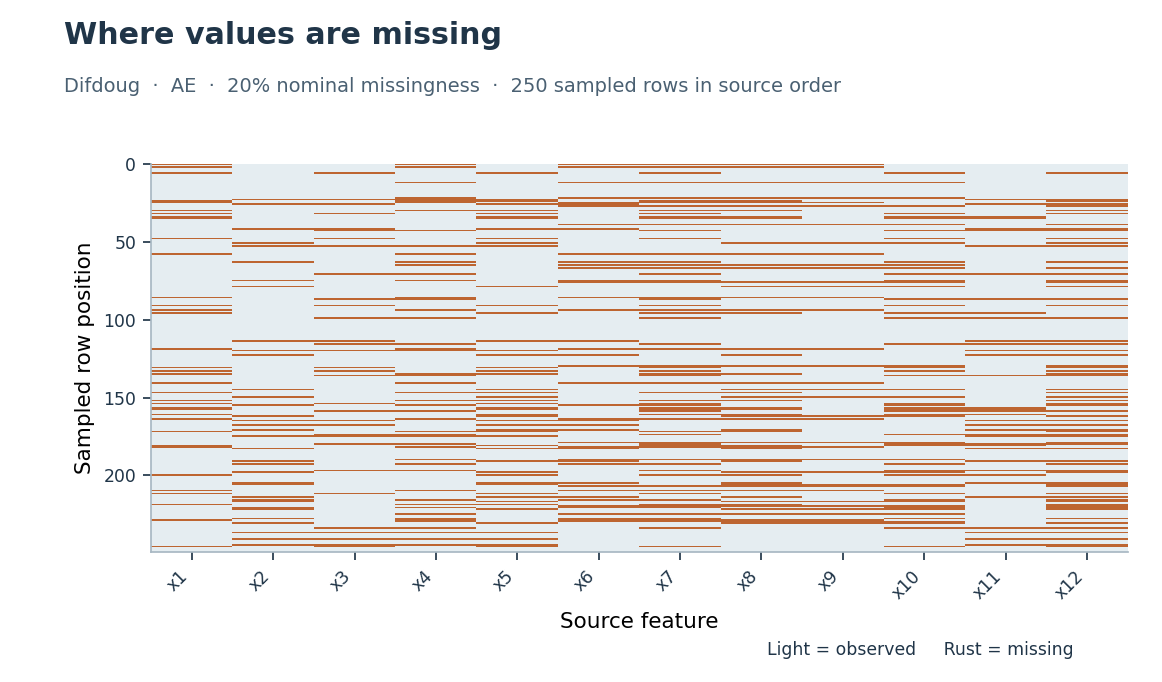 Where values are missing
Difdoug · AE · 20% nominal missingness · 250 sampled rows in source order
0
50
100
150
200
Sampled row position
x1 x2 x3 x4 x5 x6 x7 x8 x9 x10 x11 x12
Source feature
Light = observed Rust = missing